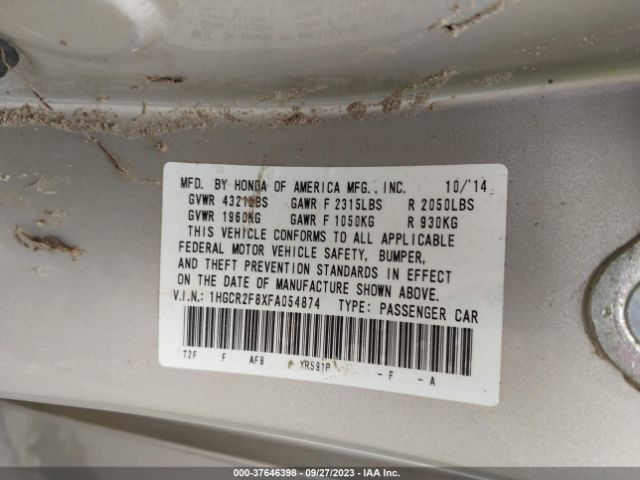 MFD. BY HONDA OF AMERICA MFG., INC. 10/'14
GVWR 4321LBS GAWR F 2315LBS R 2050LBS
GVWR 1960KG GAWR F 1050KG R 930KG
THIS VEHICLE CONFORMS TO ALL APPLICABLE
FEDERAL MOTOR VEHICLE SAFETY, BUMPER,
AND THEFT PREVENTION STANDARDS IN EFFECT
ON THE DATE OF MANUFACTURE SHOWN ABOVE.
V.I.N.: 1HGCR2F8XFA054874 TYPE: PASSENGER CAR
T2F F AF8 YR591P - F - A
000-37646398 - 09/27/2023 - IAA Inc.